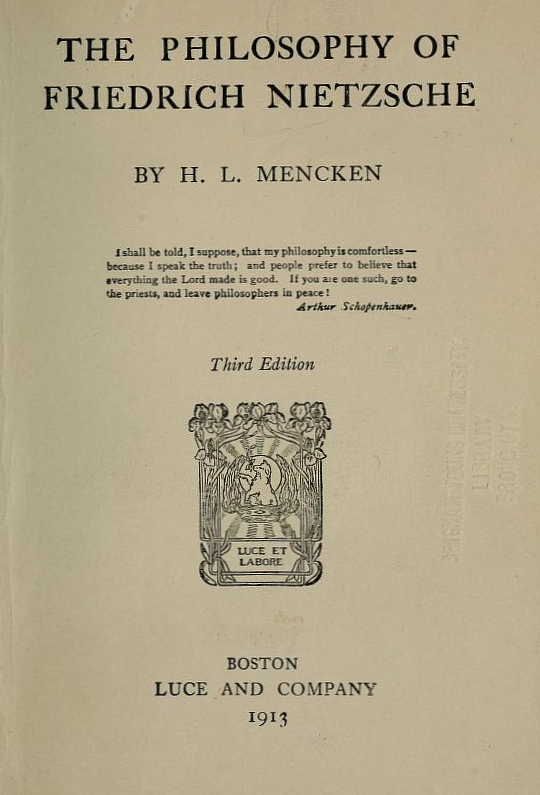 THE PHILOSOPHY OF
FRIEDRICH NIETZSCHE
BY H. L. MENCKEN
I shall be told, I suppose, that my philosophy is comfortless—
because I speak the truth; and people prefer to believe that
everything the Lord made is good. If you are one such, go to
the priests, and leave philosophers in peace!
Arthur Schopenhauer.
Third Edition
LUCE ET
LABORE
BOSTON
LUCE AND COMPANY
1913
LIBRARY